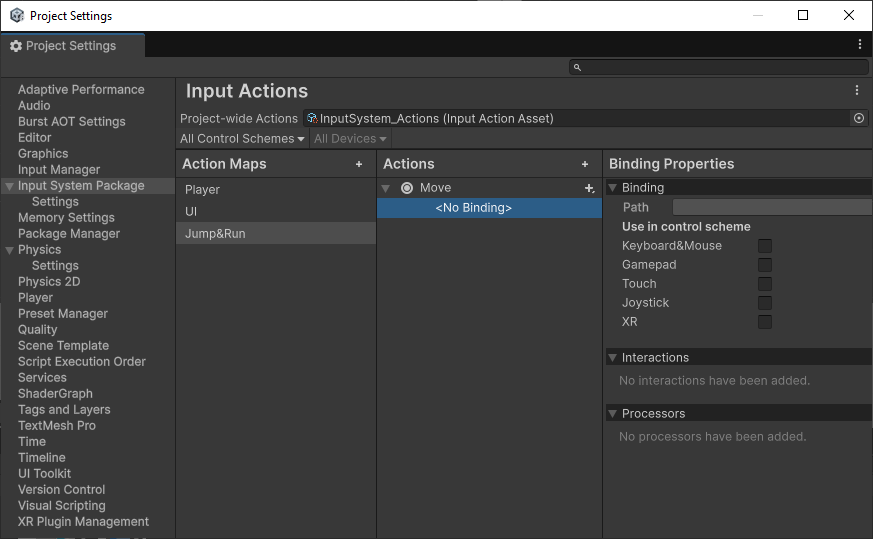 Project Settings
Project Settings
Input Actions
Project-wide Actions InputSystem_Actions (Input Action Asset)
All Control Schemes All Devices
Adaptive Performance
Audio
Burst AOT Settings
Editor
Graphics
Input Manager
Input System Package
Settings
Memory Settings
Package Manager
Physics
Settings
Physics 2D
Player
Preset Manager
Quality
Scene Template
Script Execution Order
Services
ShaderGraph
Tags and Layers
TextMesh Pro
Time
Timeline
UI Toolkit
Version Control
Visual Scripting
XR Plugin Management
Action Maps +
Player
UI
Jump&Run
Actions +
Move +
<No Binding>
Binding Properties
Binding
Path
Use in control scheme
Keyboard&Mouse
Gamepad
Touch
Joystick
XR
Interactions
No interactions have been added.
Processors
No processors have been added.